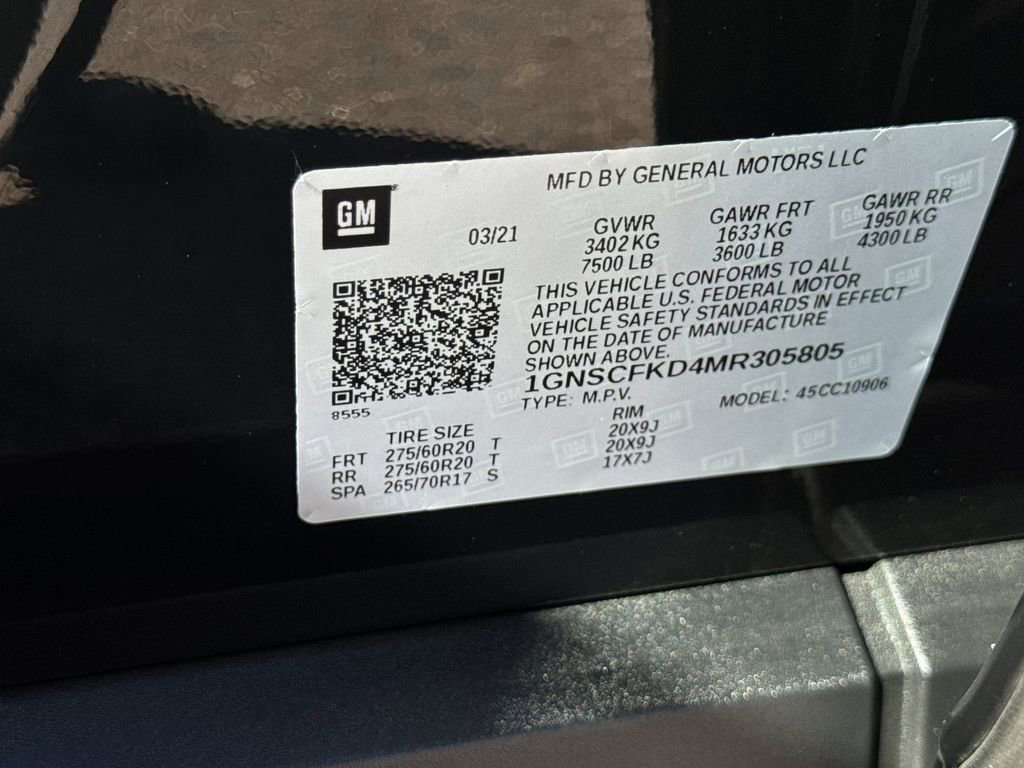 MFD BY GENERAL MOTORS LLC
GM
03/21
GVWR
3402 KG
7500 LB
GAWR FRT
1633 KG
3600 LB
GAWR RR
1950 KG
4300 LB
THIS VEHICLE CONFORMS TO ALL
APPLICABLE U.S. FEDERAL MOTOR
VEHICLE SAFETY STANDARDS IN EFFECT
ON THE DATE OF MANUFACTURE
SHOWN ABOVE.
1GNSCFKD4MR305805
TYPE: M.P.V.
MODEL: 45CC10906
8555
TIRE SIZE RIM
FRT 275/60R20 T 20X9J
RR 275/60R20 T 20X9J
SPA 265/70R17 S 17X7J